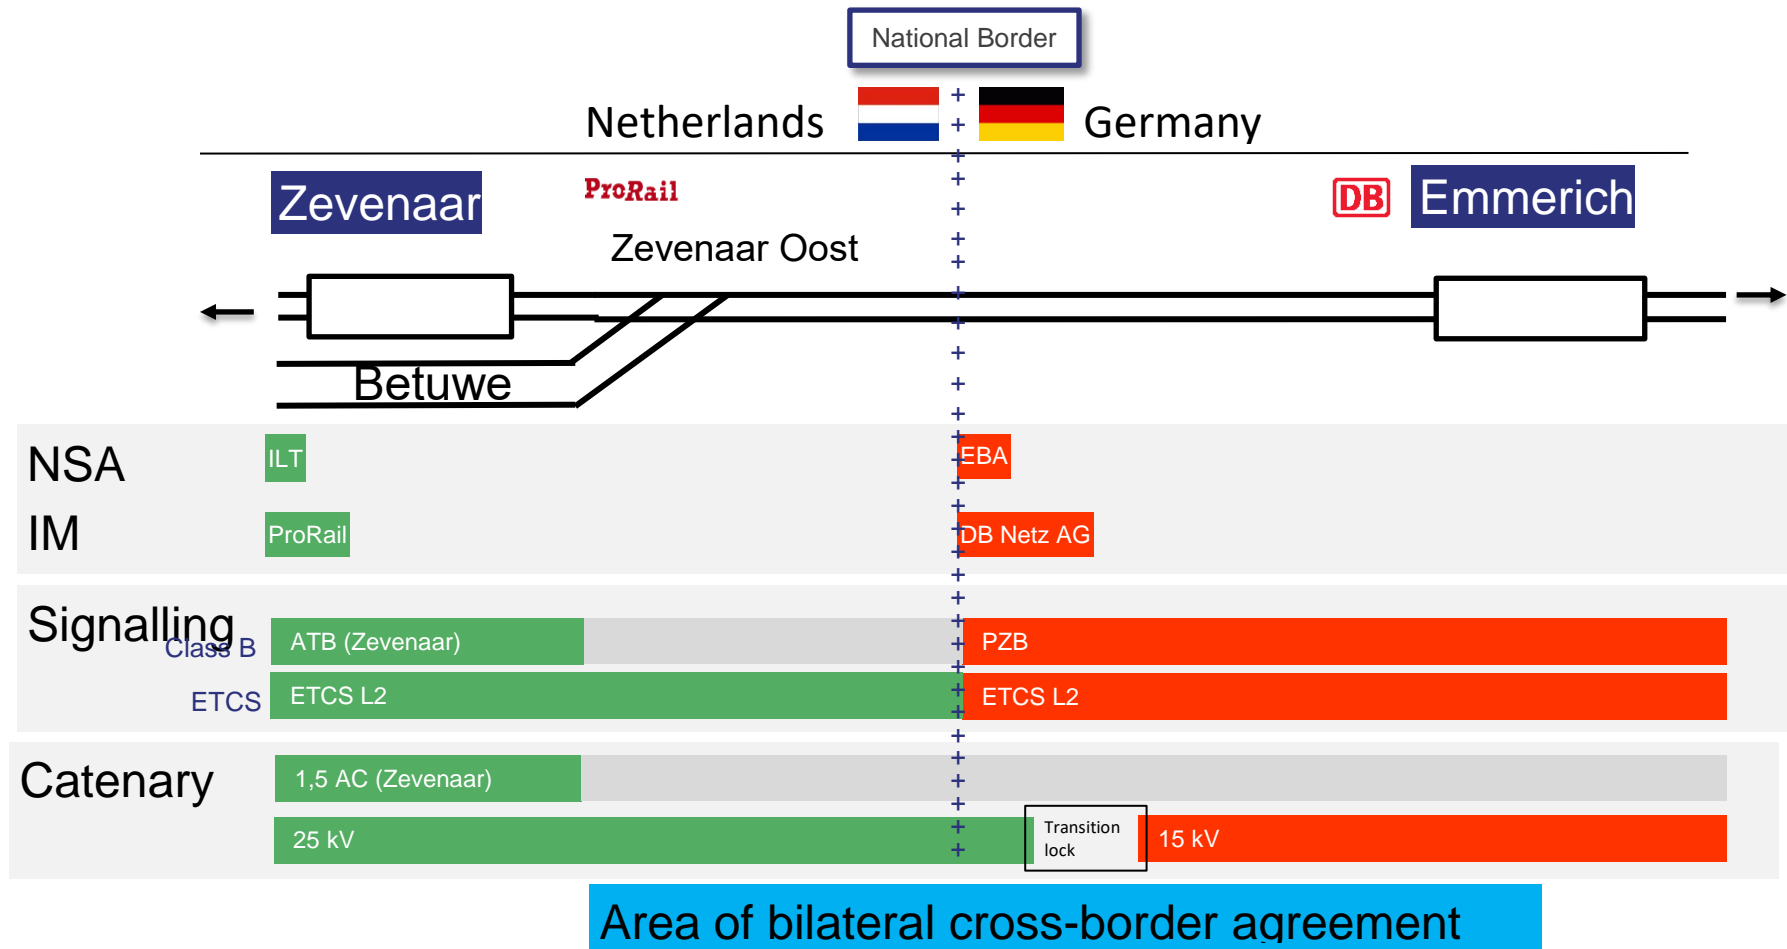 National Border
Netherlands
Germany
Zevenaar
ProRail
DB
Emmerich
Zevenaar Oost
Betuwe
NSA
ILT
EBA
IM
ProRail
DB Netz AG
Signalling
Class B
ATB (Zevenaar)
PZB
ETCS
ETCS L2
ETCS L2
Catenary
1,5 AC (Zevenaar)
25 kV
Transition
lock
15 kV
Area of bilateral cross-border agreement